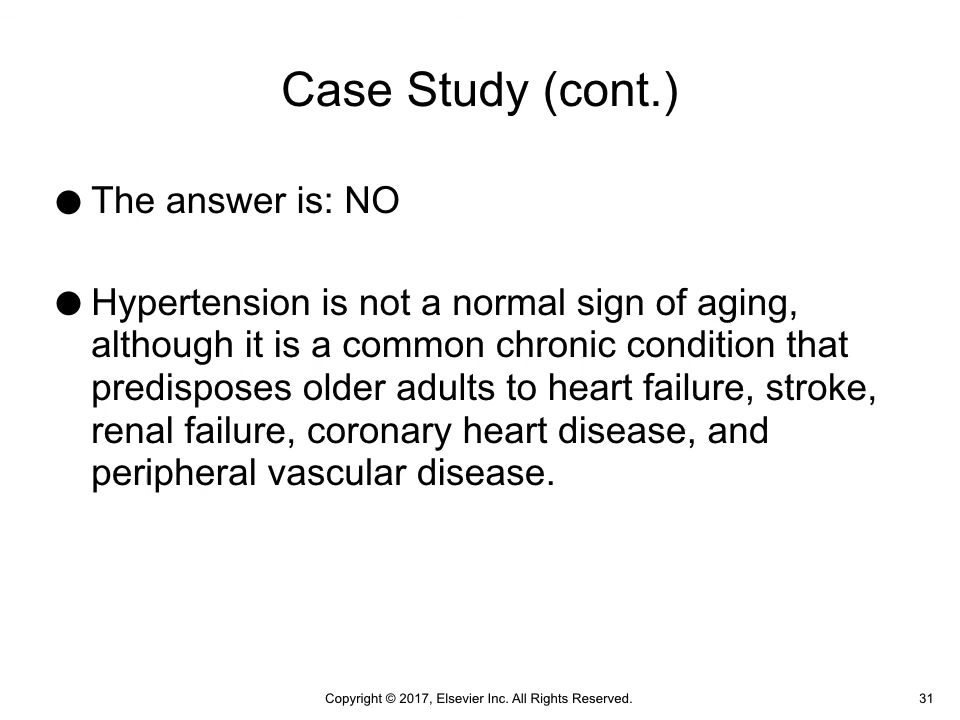 Case Study (cont.)
● The answer is: NO
● Hypertension is not a normal sign of aging,
although it is a common chronic condition that
predisposes older adults to heart failure, stroke,
renal failure, coronary heart disease, and
peripheral vascular disease.
Copyright © 2017, Elsevier Inc. All Rights Reserved.
31